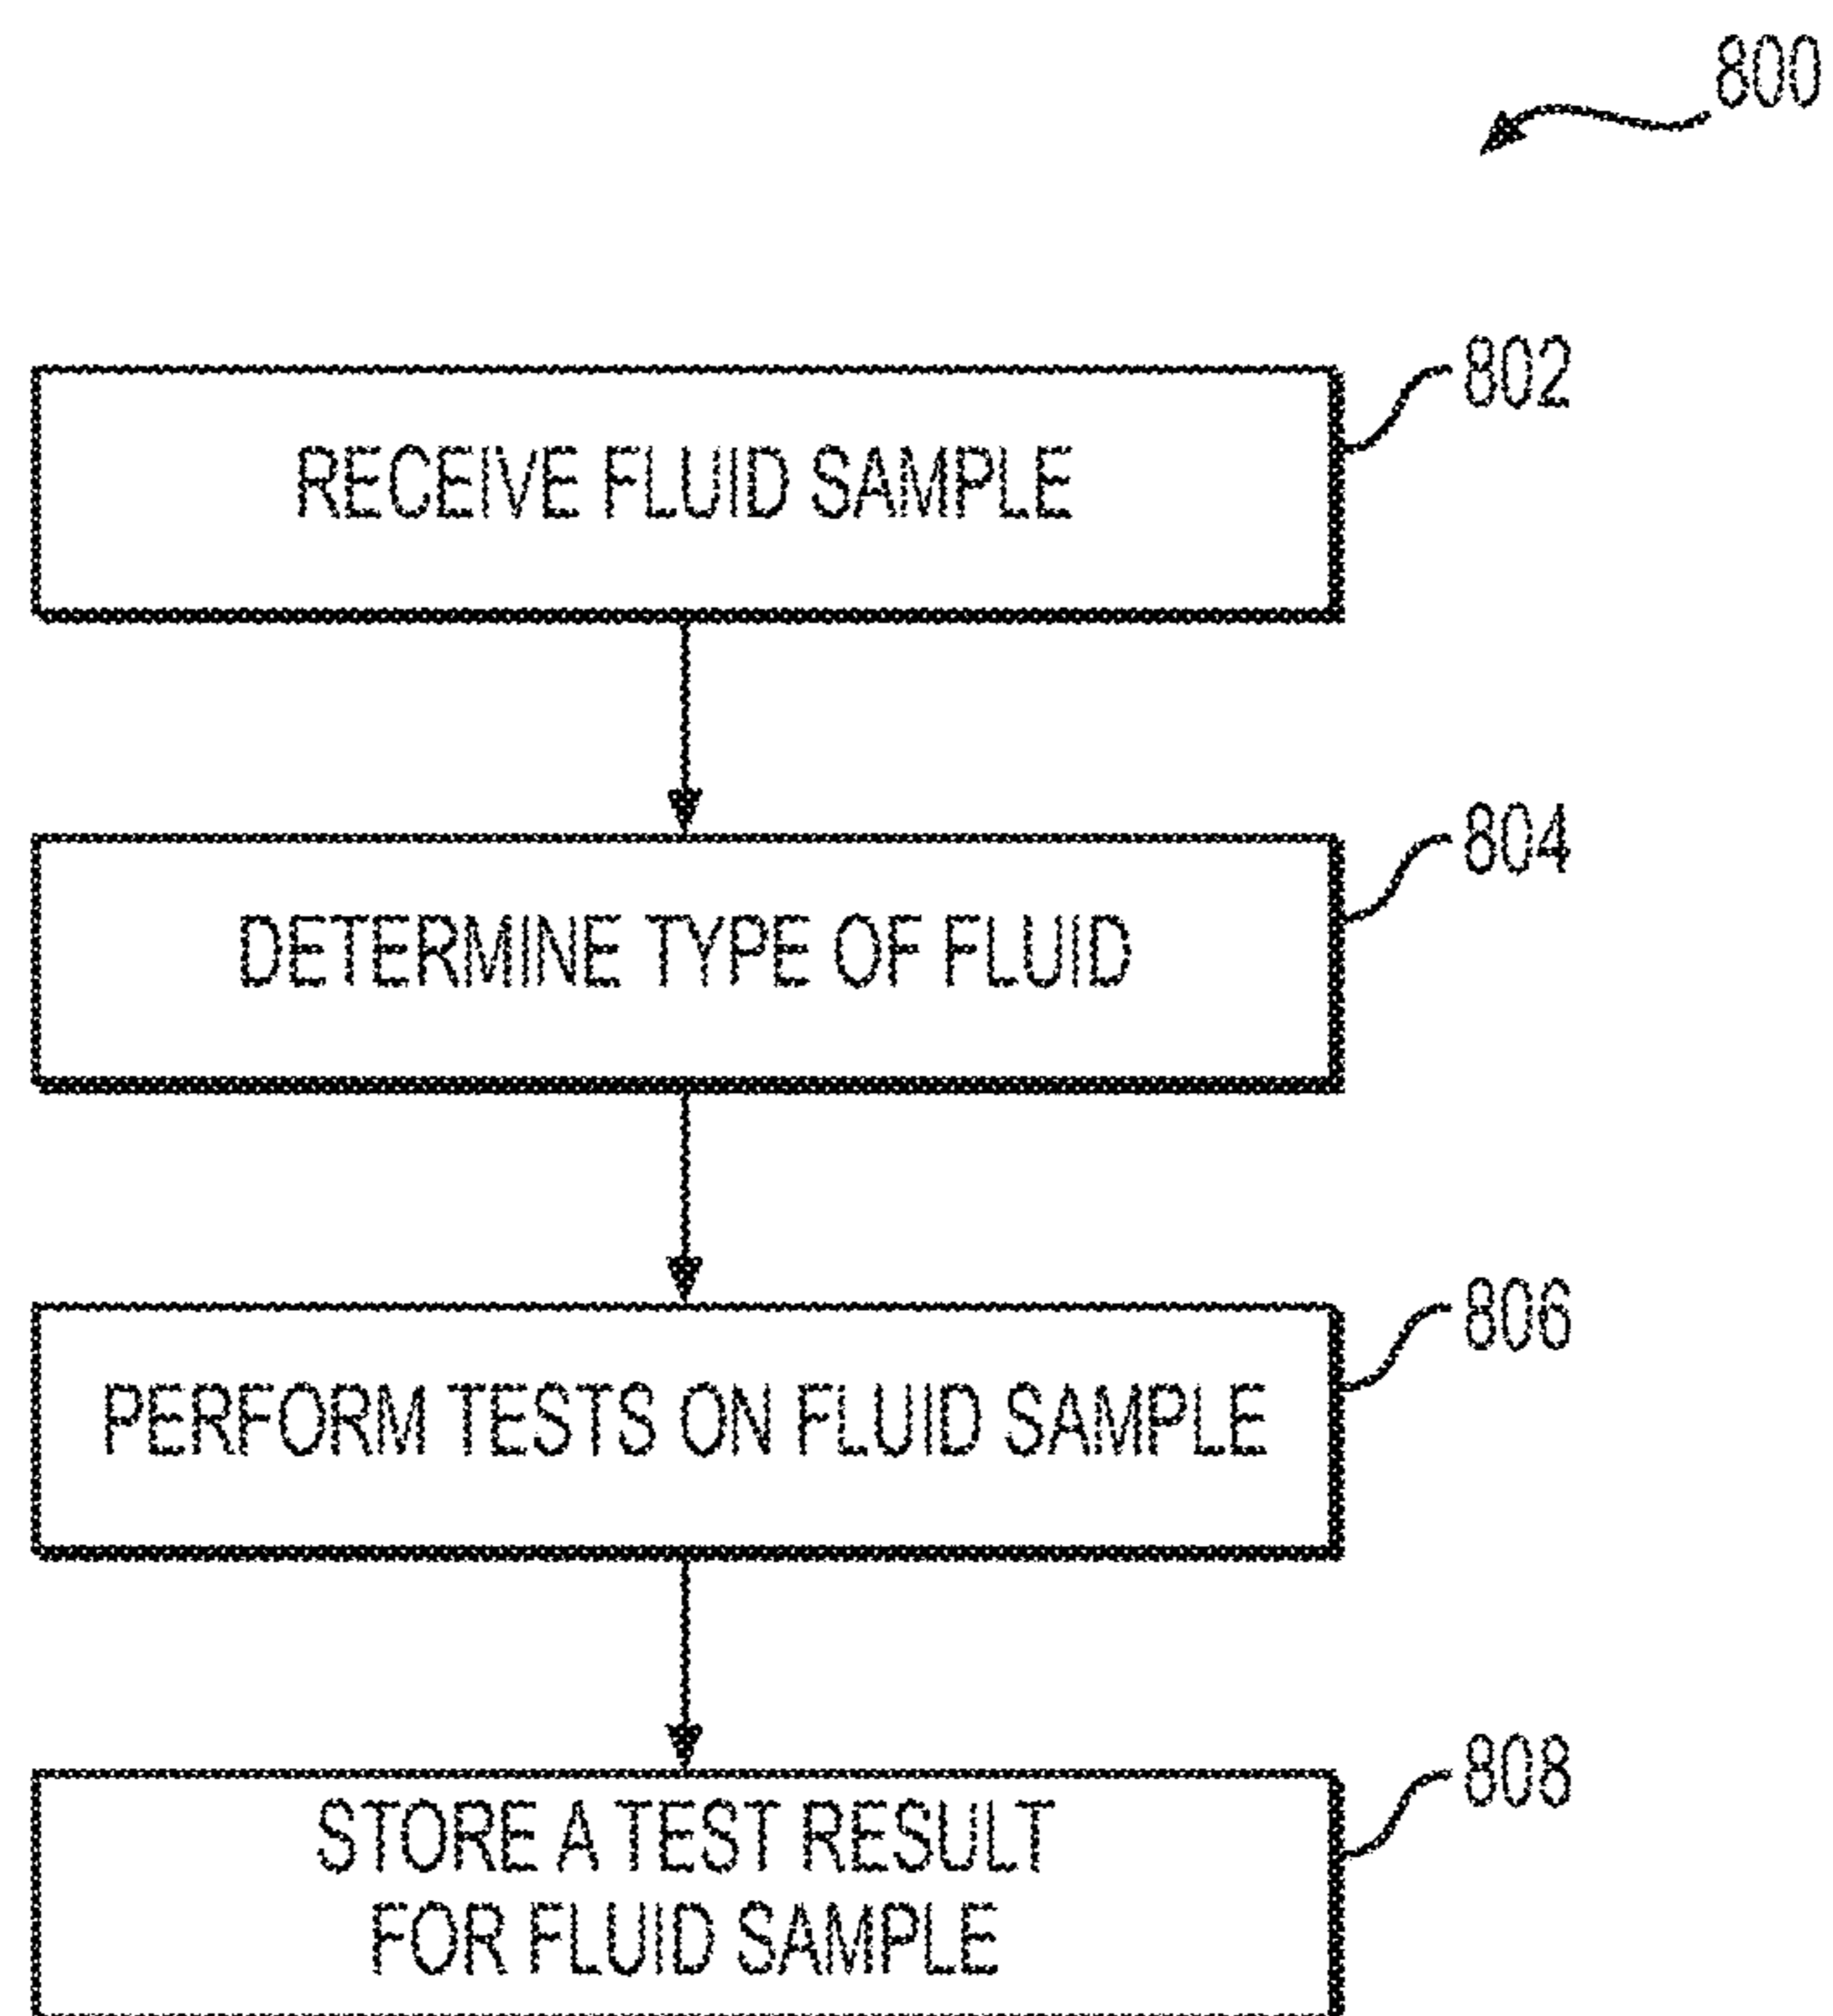 800
802
RECEIVE FLUID SAMPLE
804
DETERMINE TYPE OF FLUID
806
PERFORM TESTS ON FLUID SAMPLE
808
STORE A TEST RESULT
FOR FLUID SAMPLE